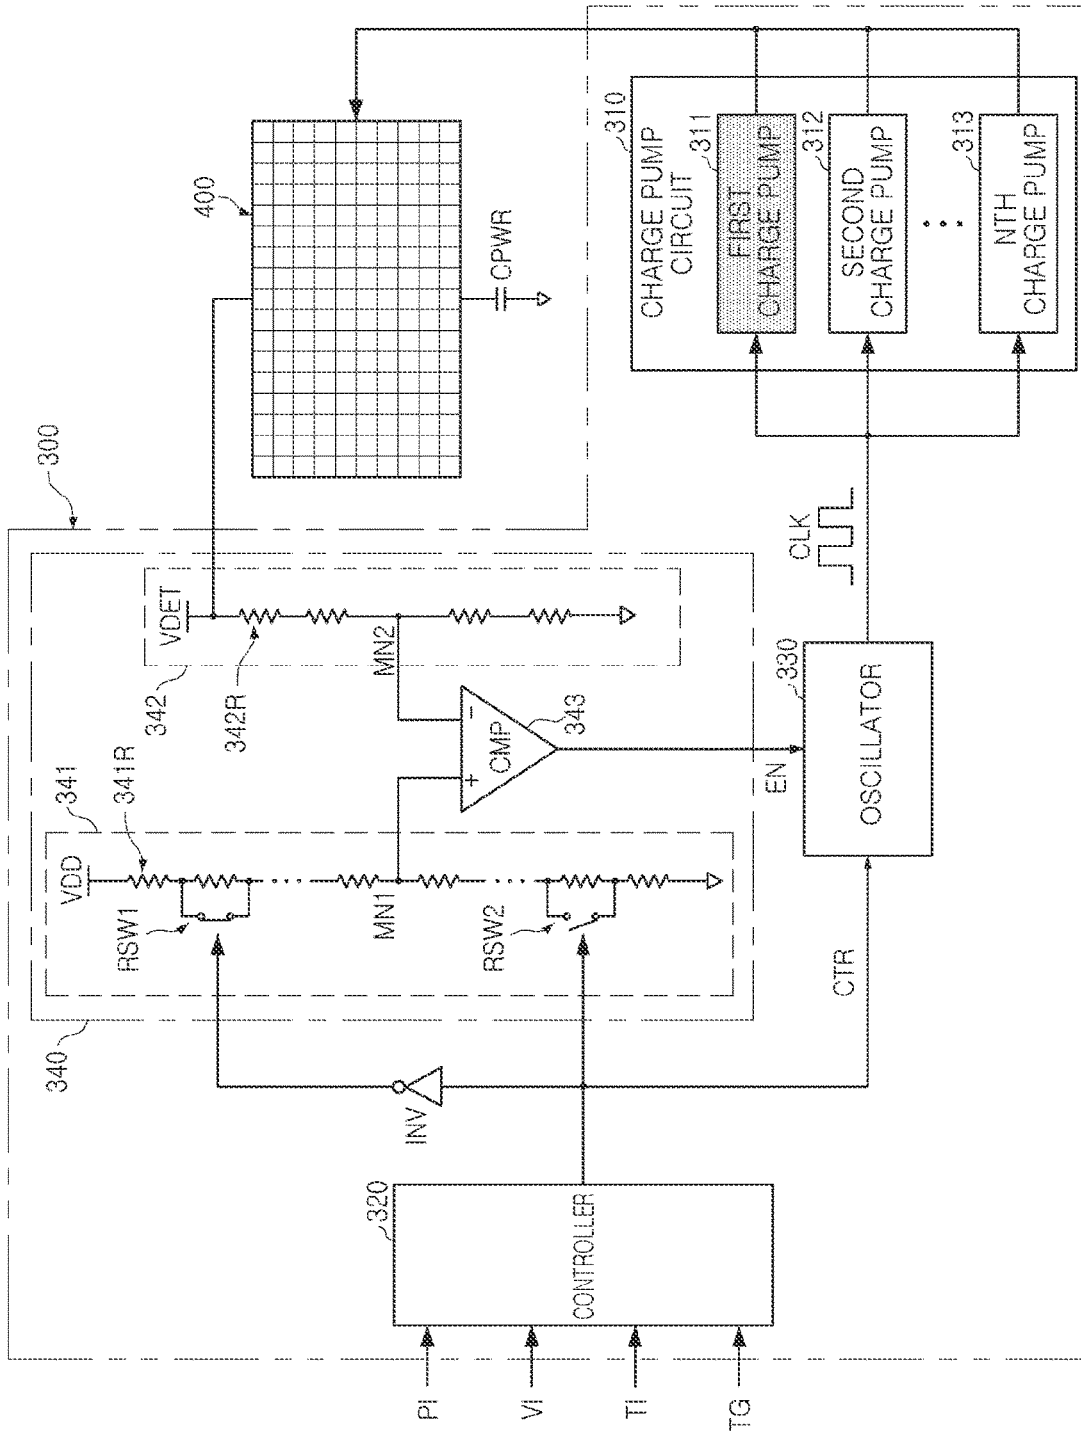 300
400
340
341
VDD
341R
RSW1
MN1
RSW2
342
VDET
342R
MN2
+
-
CMP
343
CPWR
INV
320
CONTROLLER
PI
VI
TI
TG
CTR
EN
330
OSCILLATOR
CLK
310
CHARGE PUMP
CIRCUIT
311
FIRST
CHARGE PUMP
312
SECOND
CHARGE PUMP
313
NTH
CHARGE PUMP